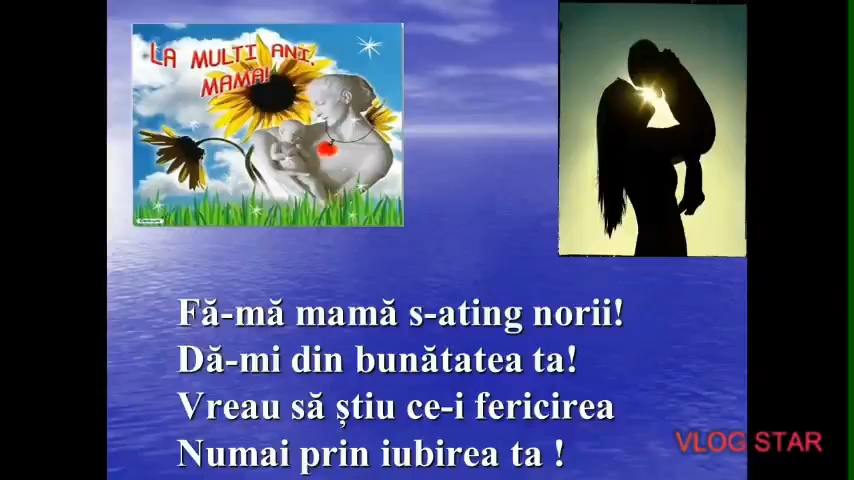 LA MULŢI ANI,
MAMA!
Fă-mă mamă s-ating norii!
Dă-mi din bunătatea ta!
Vreau să știu ce-i fericirea
Numai prin iubirea ta !
VLOG STAR